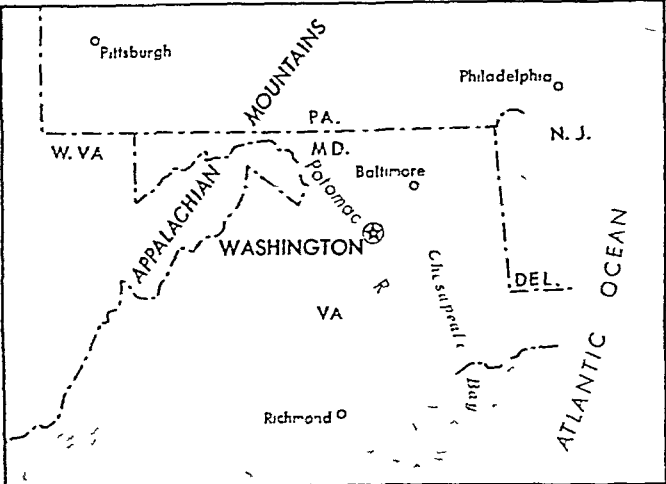 Pittsburgh
MOUNTAINS
Philadelphia
PA.
N. J.
W. VA
MD.
Baltimore
Potomac
APPALACHIAN
WASHINGTON
R
Chesapeake
Bay
DEL.
VA
ATLANTIC OCEAN
Richmond